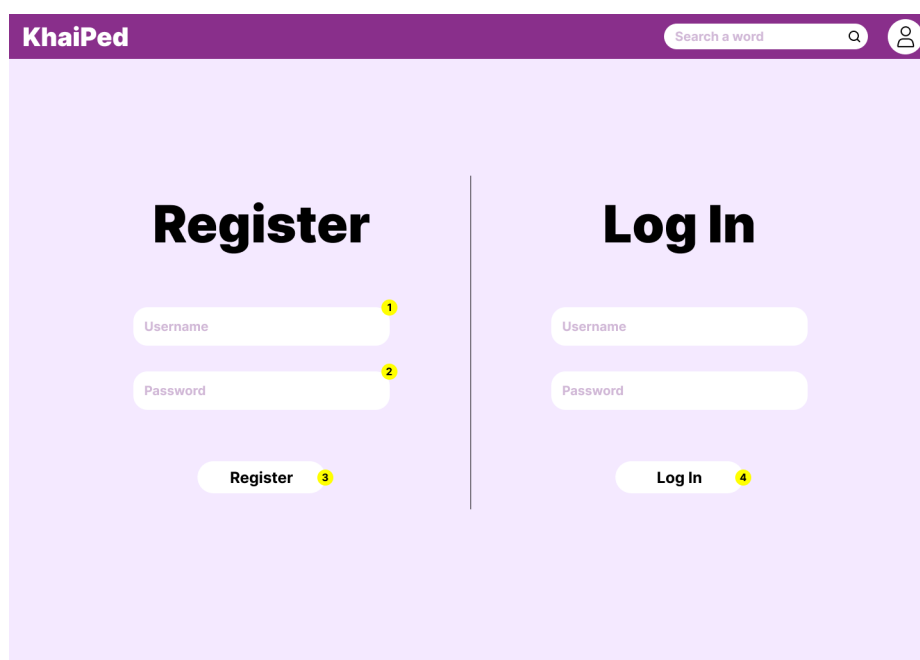 KhaiPed
Search a word
Register
1
Username
2
Password
Register 3
Log In
Username
Password
Log In 4